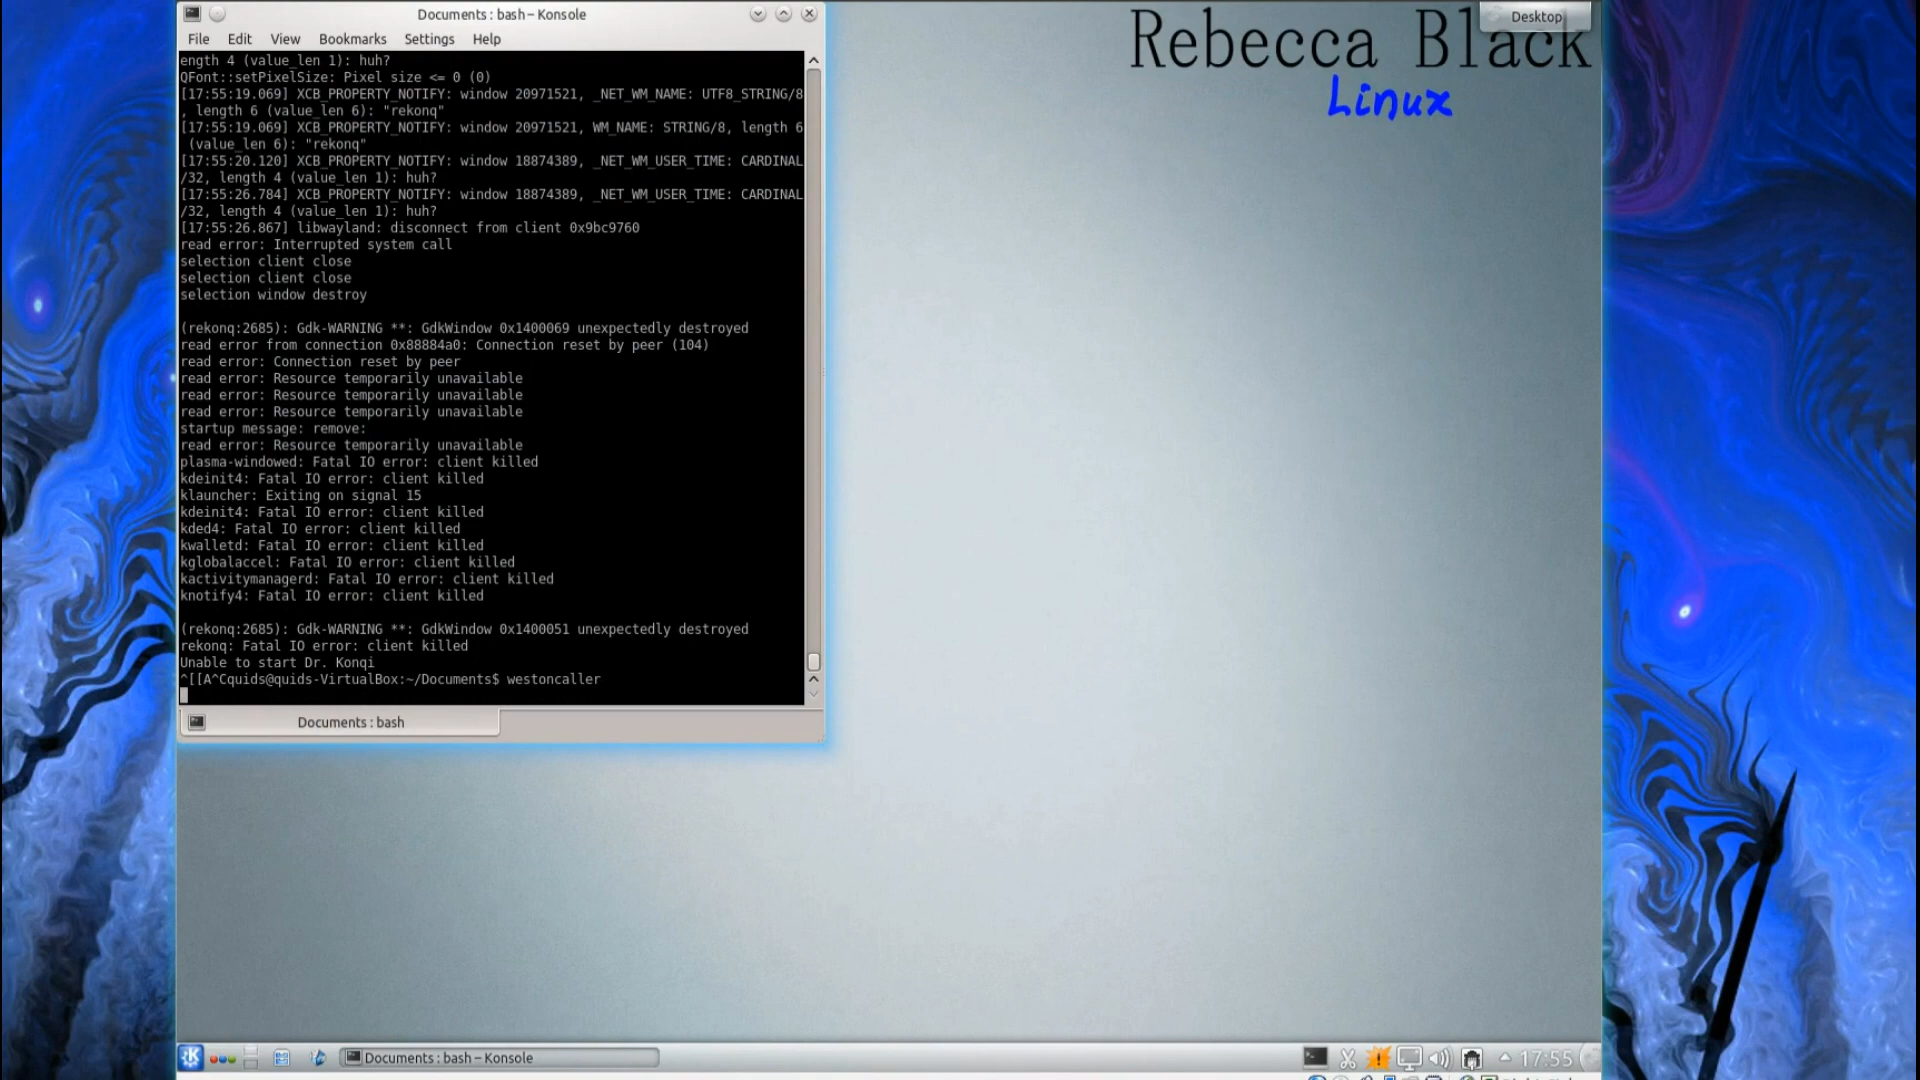 Documents : bash – Konsole
File Edit View Bookmarks Settings Help
ength 4 (value_len 1): huh?
QFont::setPixelSize: Pixel size <= 0 (0)
[17:55:19.069] XCB_PROPERTY_NOTIFY: window 20971521, _NET_WM_NAME: UTF8_STRING/8
, length 6 (value_len 6): "rekonq"
[17:55:19.069] XCB_PROPERTY_NOTIFY: window 20971521, WM_NAME: STRING/8, length 6
(value_len 6): "rekonq"
[17:55:20.120] XCB_PROPERTY_NOTIFY: window 18874389, _NET_WM_USER_TIME: CARDINAL
/32, length 4 (value_len 1): huh?
[17:55:26.784] XCB_PROPERTY_NOTIFY: window 18874389, _NET_WM_USER_TIME: CARDINAL
/32, length 4 (value_len 1): huh?
[17:55:26.867] libwayland: disconnect from client 0x9bc9760
read error: Interrupted system call
selection client close
selection client close
selection window destroy
(rekonq:2685): Gdk-WARNING **: GdkWindow 0x1400069 unexpectedly destroyed
read error from connection 0x88884a0: Connection reset by peer (104)
read error: Connection reset by peer
read error: Resource temporarily unavailable
read error: Resource temporarily unavailable
read error: Resource temporarily unavailable
startup message: remove:
read error: Resource temporarily unavailable
plasma-windowed: Fatal IO error: client killed
kdeinit4: Fatal IO error: client killed
klauncher: Exiting on signal 15
kdeinit4: Fatal IO error: client killed
kded4: Fatal IO error: client killed
kwalletd: Fatal IO error: client killed
kglobalaccel: Fatal IO error: client killed
kactivitymanagerd: Fatal IO error: client killed
knotify4: Fatal IO error: client killed
(rekonq:2685): Gdk-WARNING **: GdkWindow 0x1400051 unexpectedly destroyed
rekonq: Fatal IO error: client killed
Unable to start Dr. Konqi
^[[A^Cquids@quids-VirtualBox:~/Documents$ westoncaller
Documents : bash
Rebecca Black
Linux
Desktop
Documents : bash – Konsole
17:55